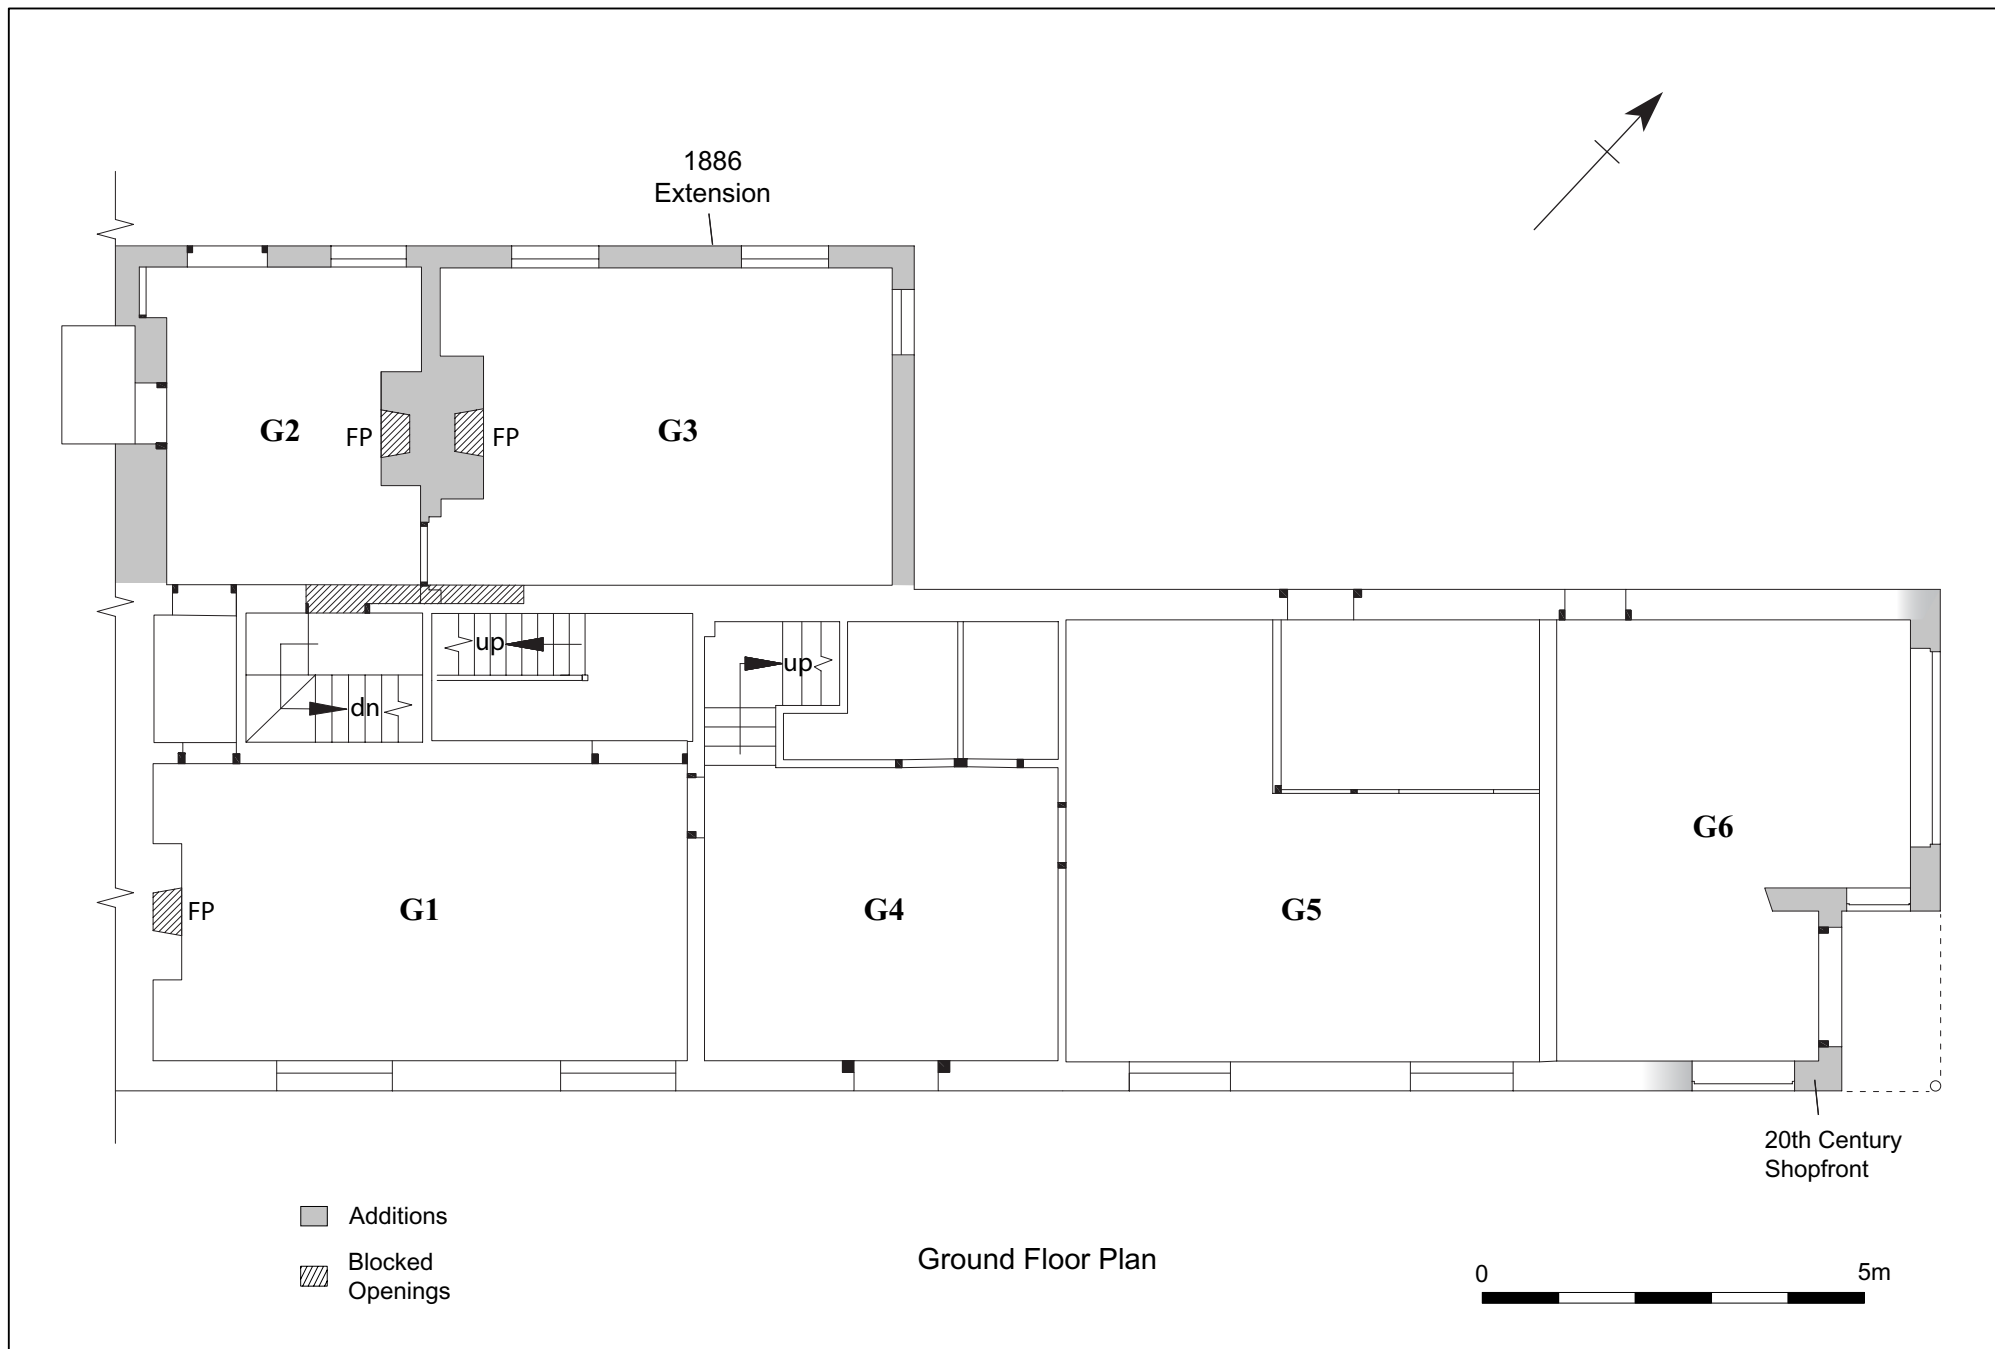 1886
Extension
G2
FP
FP
G3
up
up
dn
G6
FP
G1
G4
G5
20th Century
Shopfront
Additions
Blocked
Openings
Ground Floor Plan
0
5m